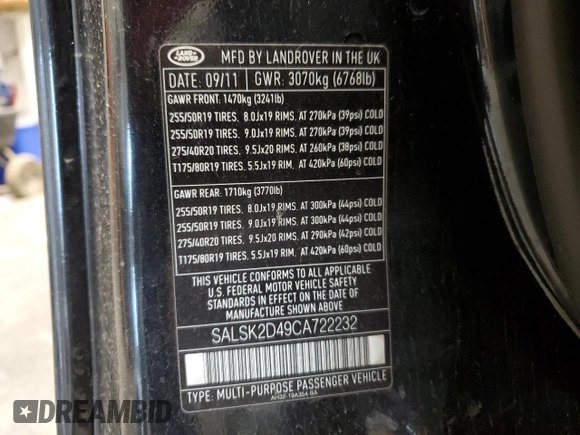 LAND
ROVER
MFD BY LANDROVER IN THE UK
DATE: 09/11 GWR: 3070kg (6768lb)
GAWR FRONT: 1470kg (3241lb)
255/50R19 TIRES, 8.0Jx19 RIMS, AT 270kPa (39psi) COLD
255/50R19 TIRES, 9.0Jx19 RIMS, AT 270kPa (39psi) COLD
275/40R20 TIRES, 9.5Jx20 RIMS, AT 260kPa (38psi) COLD
T175/80R19 TIRES, 5.5Jx19 RIM, AT 420kPa (60psi) COLD
GAWR REAR: 1710kg (3770lb)
255/50R19 TIRES, 8.0Jx19 RIMS, AT 300kPa (44psi) COLD
255/50R19 TIRES, 9.0Jx19 RIMS, AT 300kPa (44psi) COLD
275/40R20 TIRES, 9.5Jx20 RIMS, AT 290kPa (42psi) COLD
T175/80R19 TIRES, 5.5Jx19 RIM, AT 420kPa (60psi) COLD
THIS VEHICLE CONFORMS TO ALL APPLICABLE
U.S. FEDERAL MOTOR VEHICLE SAFETY
STANDARDS IN EFFECT ON THE DATE OF
MANUFACTURE SHOWN ABOVE
SALSK2D49CA722232
TYPE: MULTI-PURPOSE PASSENGER VEHICLE
AH32-19A354-BA
DREAMBID